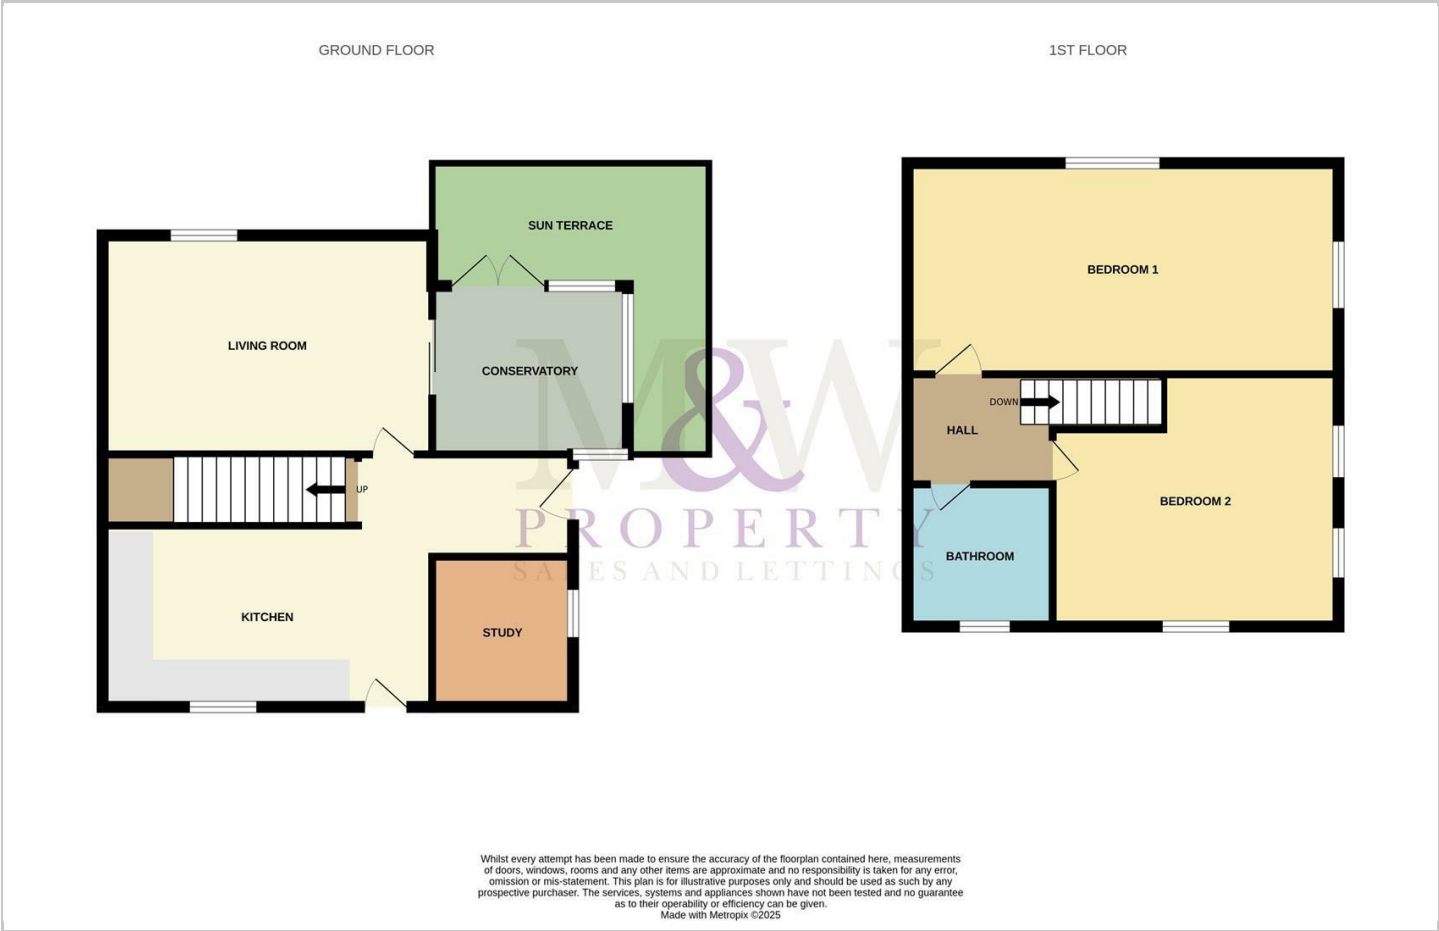 GROUND FLOOR
1ST FLOOR
SUN TERRACE
LIVING ROOM
CONSERVATORY
UP
KITCHEN
STUDY
BEDROOM 1
DOWN
HALL
BEDROOM 2
BATHROOM
M&W
PROPERTY
SALES AND LETTINGS
Whilst every attempt has been made to ensure the accuracy of the floorplan contained here, measurements
of doors, windows, rooms and any other items are approximate and no responsibility is taken for any error,
omission or mis-statement. This plan is for illustrative purposes only and should be used as such by any
prospective purchaser. The services, systems and appliances shown have not been tested and no guarantee
as to their operability or efficiency can be given.
Made with Metropix ©2025